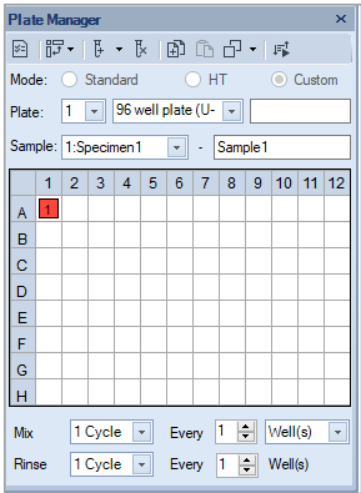 Plate Manager
Mode: Standard HT Custom
Plate: 1 96 well plate (U-
Sample: 1:Specimen1 - Sample1
1 2 3 4 5 6 7 8 9 10 11 12
A 1
B
C
D
E
F
G
H
Mix 1 Cycle Every 1 Well(s)
Rinse 1 Cycle Every 1 Well(s)